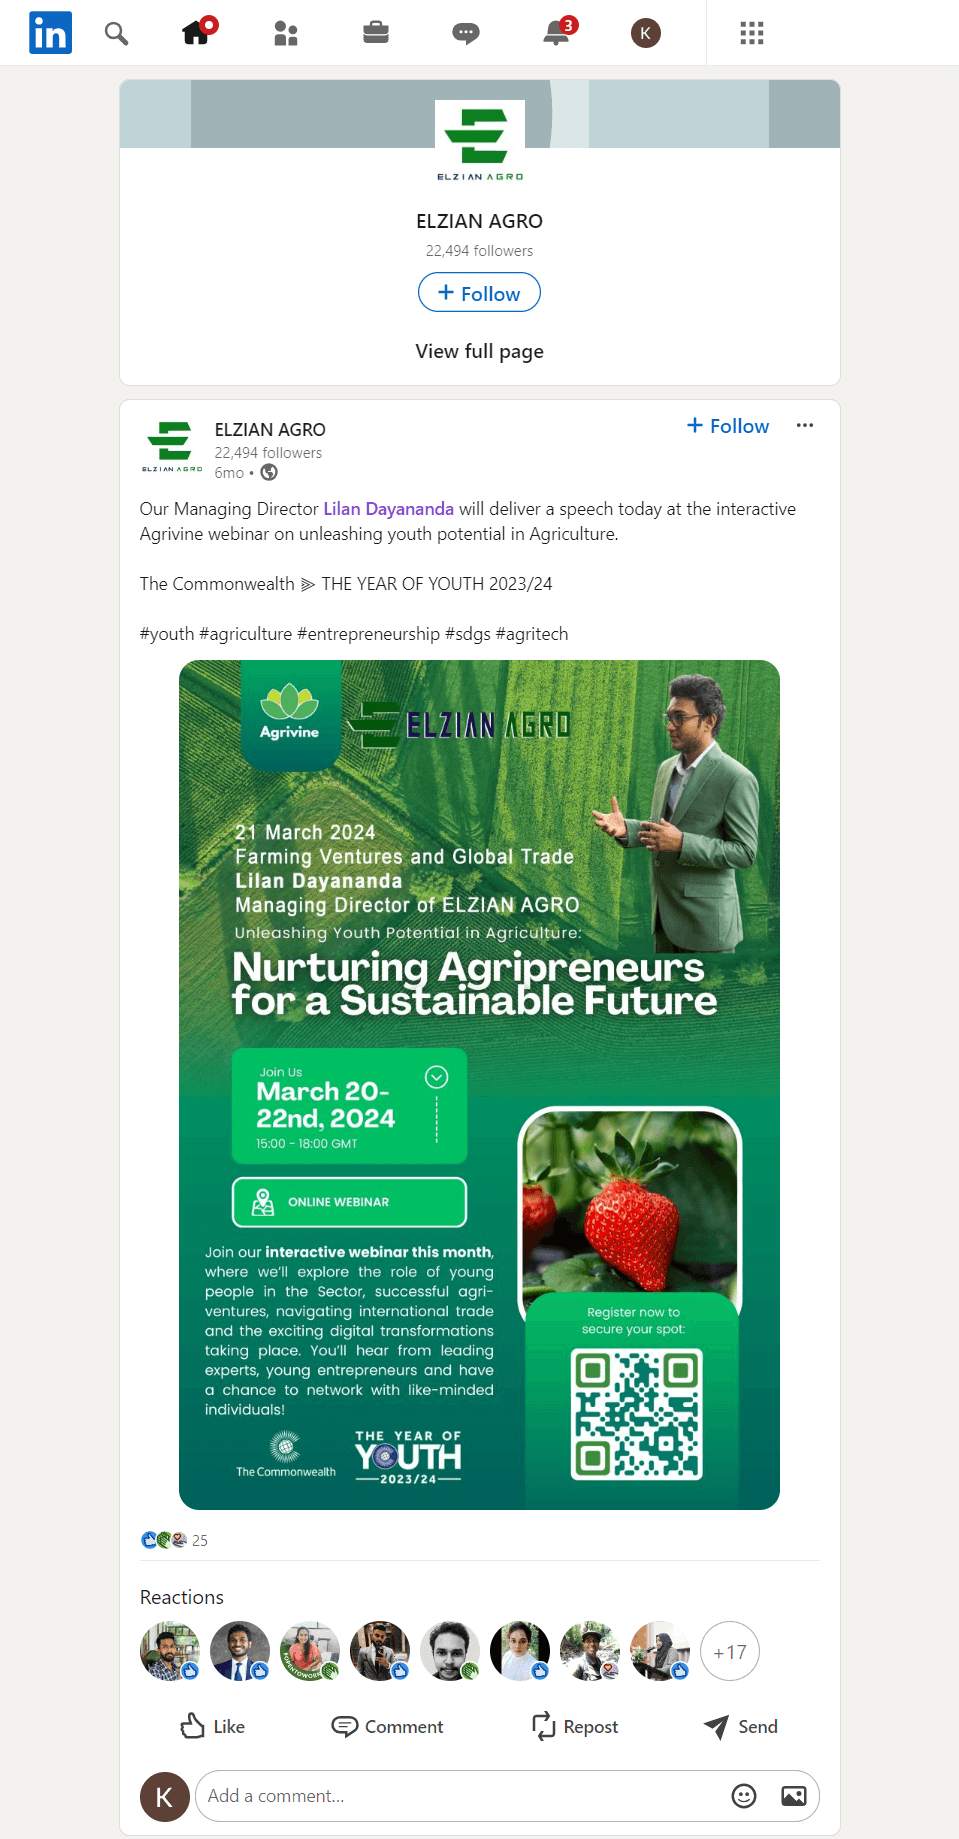 in
3
K
ELZIAN AGRO
ELZIAN AGRO
22,494 followers
+ Follow
View full page
ELZIAN AGRO
ELZIAN AGRO
22,494 followers
6mo •
+ Follow
Our Managing Director Lilan Dayananda will deliver a speech today at the interactive
Agrivine webinar on unleashing youth potential in Agriculture.
The Commonwealth ⫸ THE YEAR OF YOUTH 2023/24
#youth #agriculture #entrepreneurship #sdgs #agritech
Agrivine
ELZIAN AGRO
21 March 2024
Farming Ventures and Global Trade
Lilan Dayananda
Managing Director of ELZIAN AGRO
Unleashing Youth Potential in Agriculture:
Nurturing Agripreneurs
for a Sustainable Future
Join Us
March 20-
22nd, 2024
15:00 - 18:00 GMT
ONLINE WEBINAR
Join our interactive webinar this month,
where we'll explore the role of young
people in the Sector, successful agri-
ventures, navigating international trade
and the exciting digital transformations
taking place. You'll hear from leading
experts, young entrepreneurs and have
a chance to network with like-minded
individuals!
Register now to
secure your spot:
The Commonwealth
THE YEAR OF
YOUTH
2023/24
25
Reactions
#OPENTOWORK
+17
Like
Comment
Repost
Send
K
Add a comment...